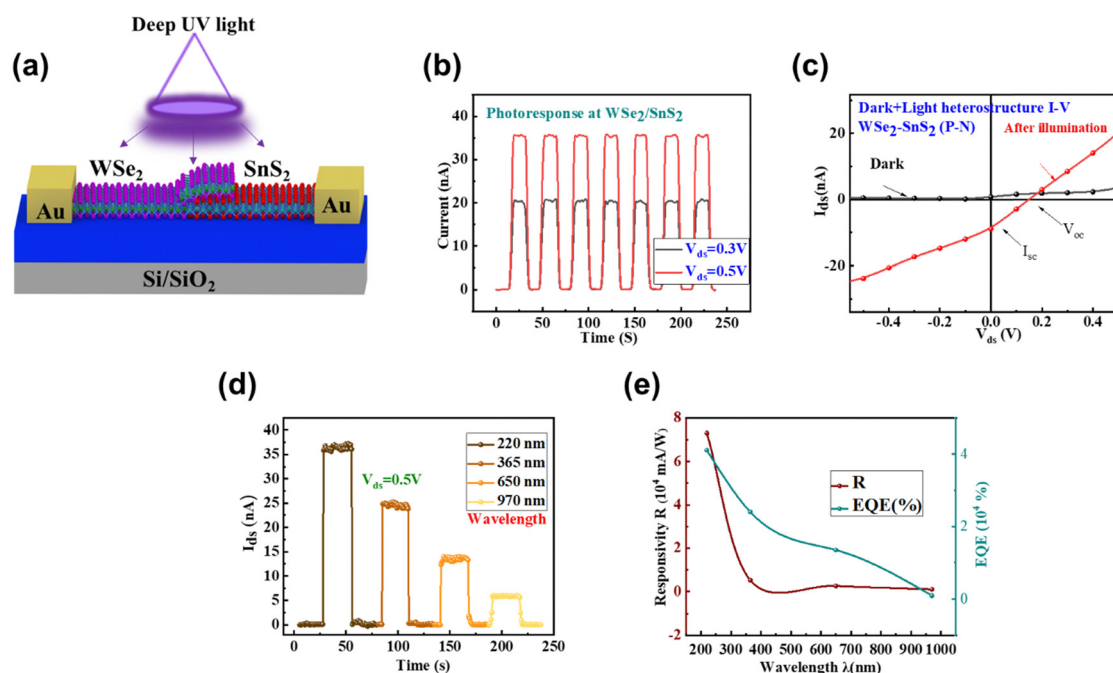 (a)
Deep UV light
WSe2
SnS2
Au
Au
Si/SiO2
(b)
Photoresponse at WSe2/SnS2
Current (nA)
40
30
20
10
0
Vds=0.3V
Vds=0.5V
0 50 100 150 200 250
Time (S)
(c)
Dark+Light heterostructure I-V
WSe2-SnS2 (P-N)
After illumination
Dark
Voc
Isc
Ids(nA)
20
0
-20
-0.4 -0.2 0.0 0.2 0.4
Vds (V)
(d)
Ids (nA)
40
35
30
25
20
15
10
5
0
Vds=0.5V
220 nm
365 nm
650 nm
970 nm
Wavelength
0 50 100 150 200 250
Time (s)
(e)
Responsivity R (10^4 mA/W)
8
6
4
2
0
-2
R
EQE(%)
4
2
0
EQE (10^4 %)
200 300 400 500 600 700 800 900 1000
Wavelength λ(nm)